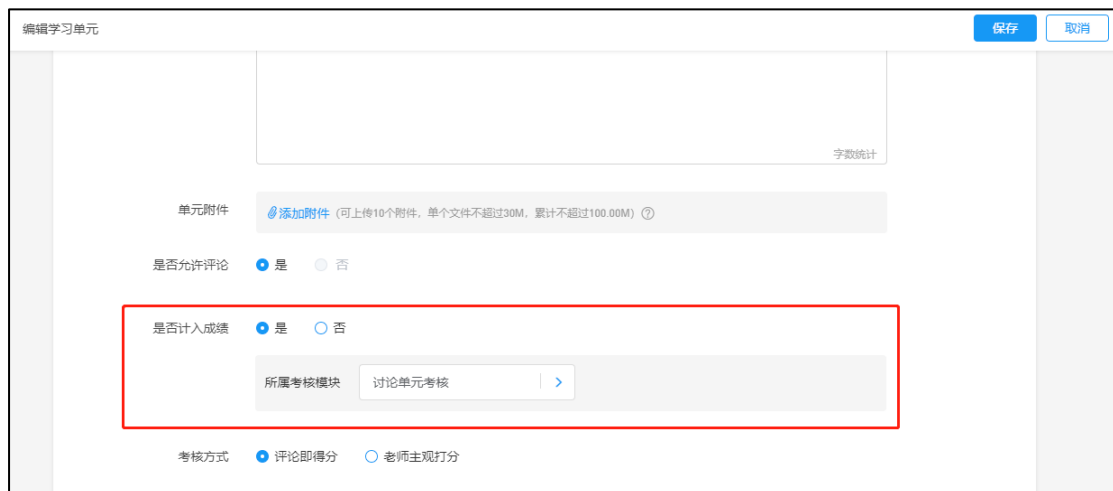 编辑学习单元 保存 取消
字数统计
单元附件 添加附件 (可上传10个附件, 单个文件不超过30M, 累计不超过100.00M) ?
是否允许评论 是 否
是否计入成绩 是 否
所属考核模块 讨论单元考核
考核方式 评论即得分 老师主观打分